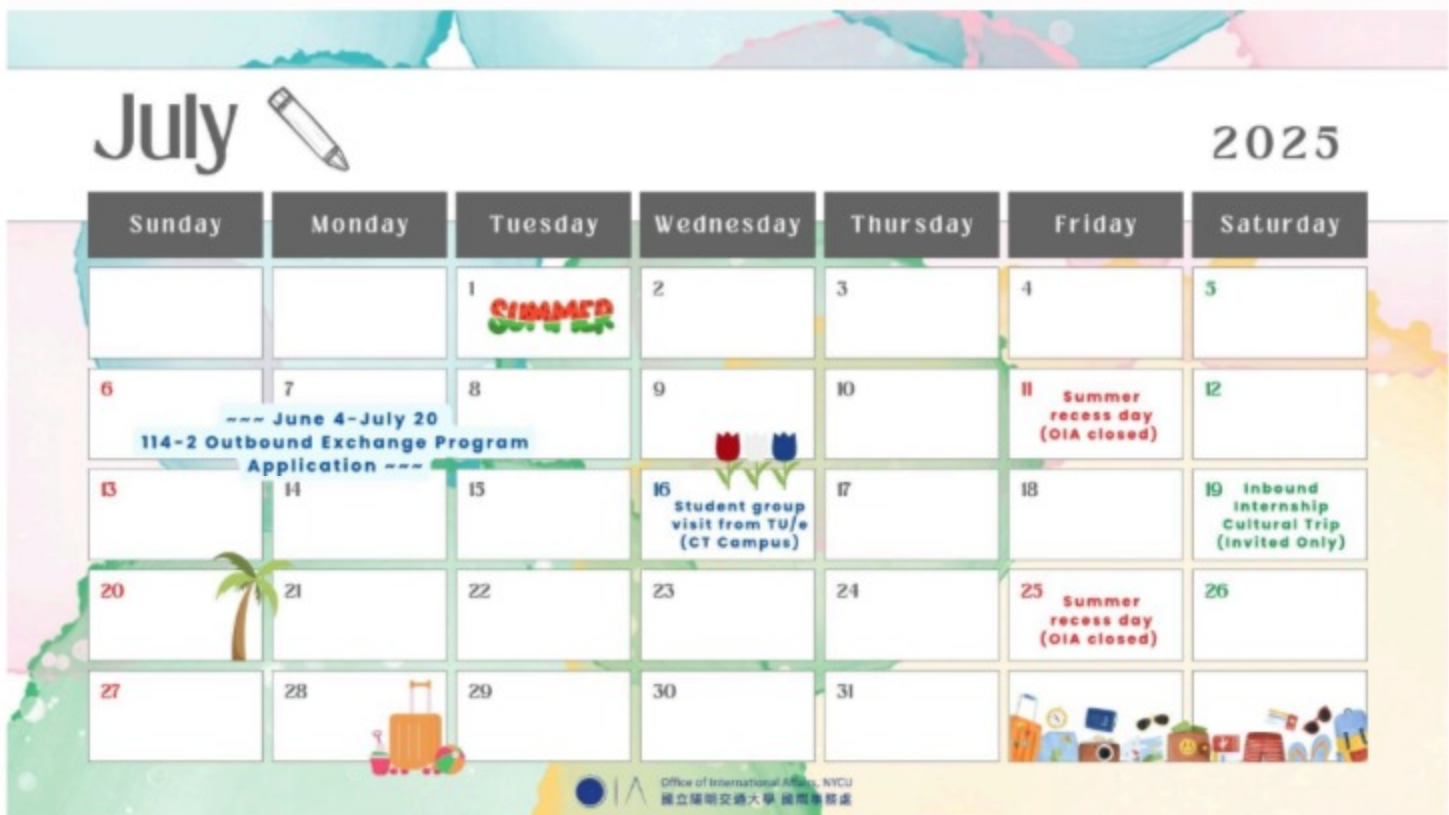 July
2025
Sunday Monday Tuesday Wednesday Thursday Friday Saturday
1
SUMMER
2
3
4
5
6
7
8
9
10
11
Summer
recess day
(OIA closed)
12
~~~ June 4-July 20
114-2 Outbound Exchange Program
Application ~~~
13
14
15
16
Student group
visit from TU/e
(CT Campus)
17
18
19
Inbound
Internship
Cultural Trip
(Invited Only)
20
21
22
23
24
25
Summer
recess day
(OIA closed)
26
27
28
29
30
31
OIA
Office of International Affairs, NYCU
國立陽明交通大學 國際事務處